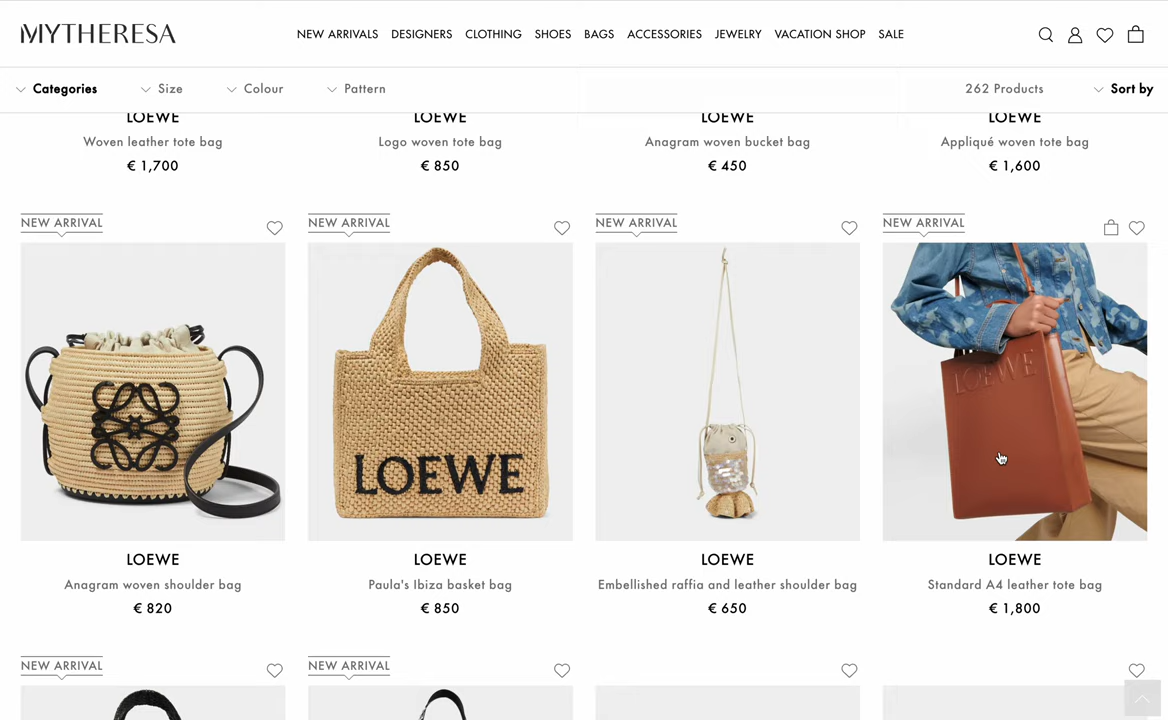 MYTHERESA
NEW ARRIVALS DESIGNERS CLOTHING SHOES BAGS ACCESSORIES JEWELRY VACATION SHOP SALE
Categories Size Colour Pattern 262 Products Sort by
LOEWE LOEWE LOEWE LOEWE
Woven leather tote bag Logo woven tote bag Anagram woven bucket bag Appliqué woven tote bag
€ 1,700 € 850 € 450 € 1,600
NEW ARRIVAL NEW ARRIVAL NEW ARRIVAL NEW ARRIVAL
LOEWE
LOEWE
LOEWE LOEWE LOEWE LOEWE
Anagram woven shoulder bag Paula's Ibiza basket bag Embellished raffia and leather shoulder bag Standard A4 leather tote bag
€ 820 € 850 € 650 € 1,800
NEW ARRIVAL NEW ARRIVAL